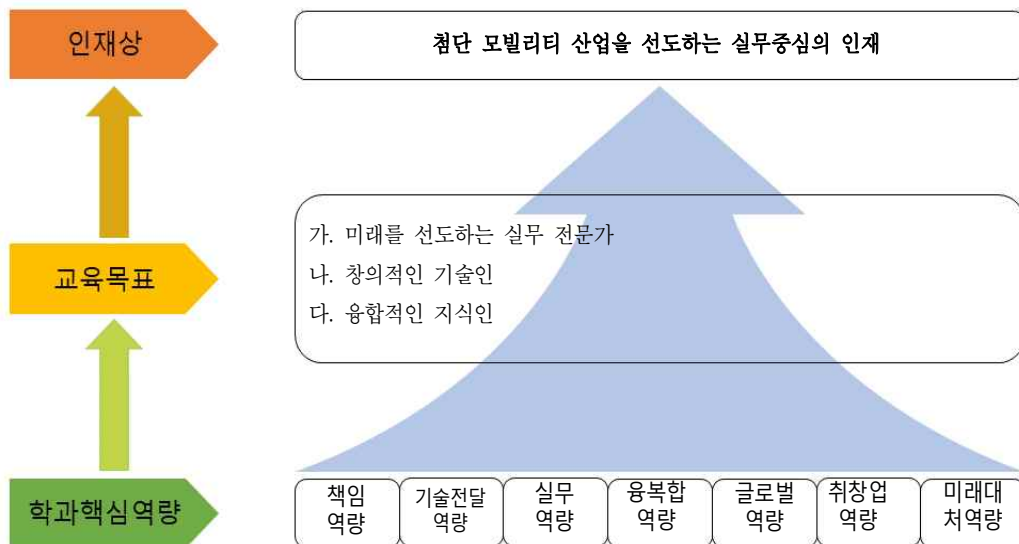 인재상
첨단 모빌리티 산업을 선도하는 실무중심의 인재
교육목표
가. 미래를 선도하는 실무 전문가
나. 창의적인 기술인
다. 융합적인 지식인
학과핵심역량
책임
역량
기술전달
역량
실무
역량
융복합
역량
글로벌
역량
취창업
역량
미래대
처역량